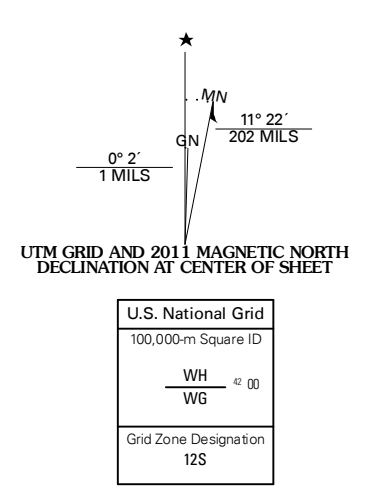 ★
MN
11° 22´
202 MILS
GN
0° 2´
1 MILS
UTM GRID AND 2011 MAGNETIC NORTH
DECLINATION AT CENTER OF SHEET
U.S. National Grid
100,000-m Square ID
WH
42 00
WG
Grid Zone Designation
12S